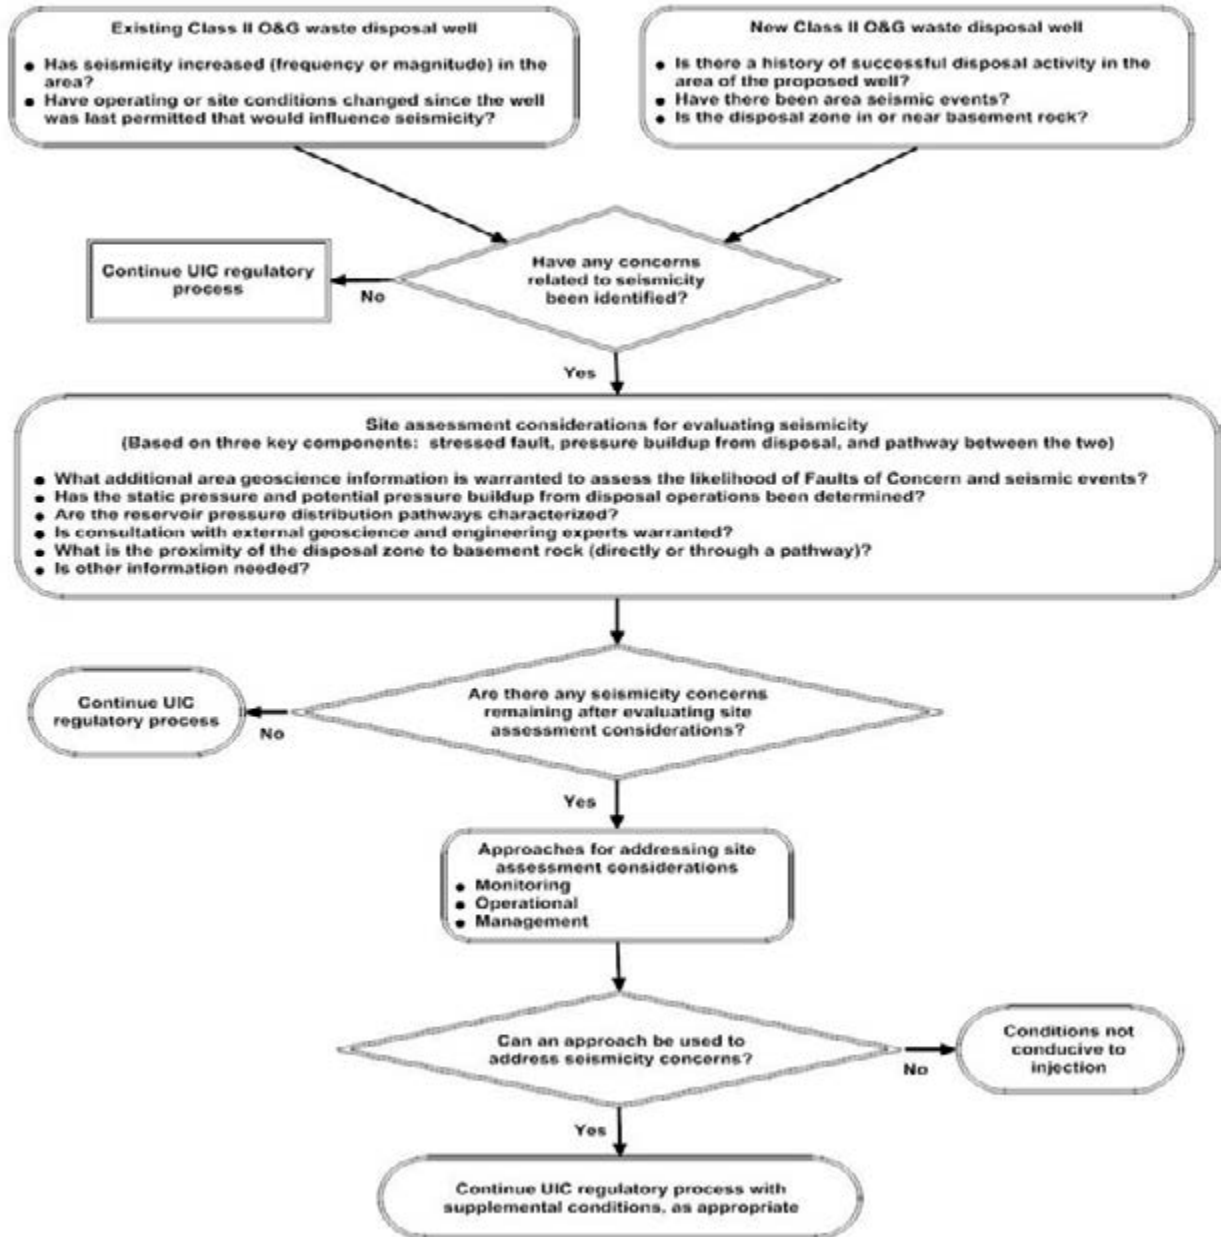 Existing Class II O&G waste disposal well
• Has seismicity increased (frequency or magnitude) in the
area?
• Have operating or site conditions changed since the well
was last permitted that would influence seismicity?
New Class II O&G waste disposal well
• Is there a history of successful disposal activity in the
area of the proposed well?
• Have there been area seismic events?
• Is the disposal zone in or near basement rock?
Have any concerns
related to seismicity
been identified?
No
Continue UIC regulatory
process
Yes
Site assessment considerations for evaluating seismicity
(Based on three key components: stressed fault, pressure buildup from disposal, and pathway between the two)
• What additional area geoscience information is warranted to assess the likelihood of Faults of Concern and seismic events?
• Has the static pressure and potential pressure buildup from disposal operations been determined?
• Are the reservoir pressure distribution pathways characterized?
• Is consultation with external geoscience and engineering experts warranted?
• What is the proximity of the disposal zone to basement rock (directly or through a pathway)?
• Is other information needed?
Are there any seismicity concerns
remaining after evaluating site
assessment considerations?
No
Continue UIC
regulatory process
Yes
Approaches for addressing site
assessment considerations
• Monitoring
• Operational
• Management
Can an approach be used to
address seismicity concerns?
No
Conditions not
conducive to
injection
Yes
Continue UIC regulatory process with
supplemental conditions, as appropriate